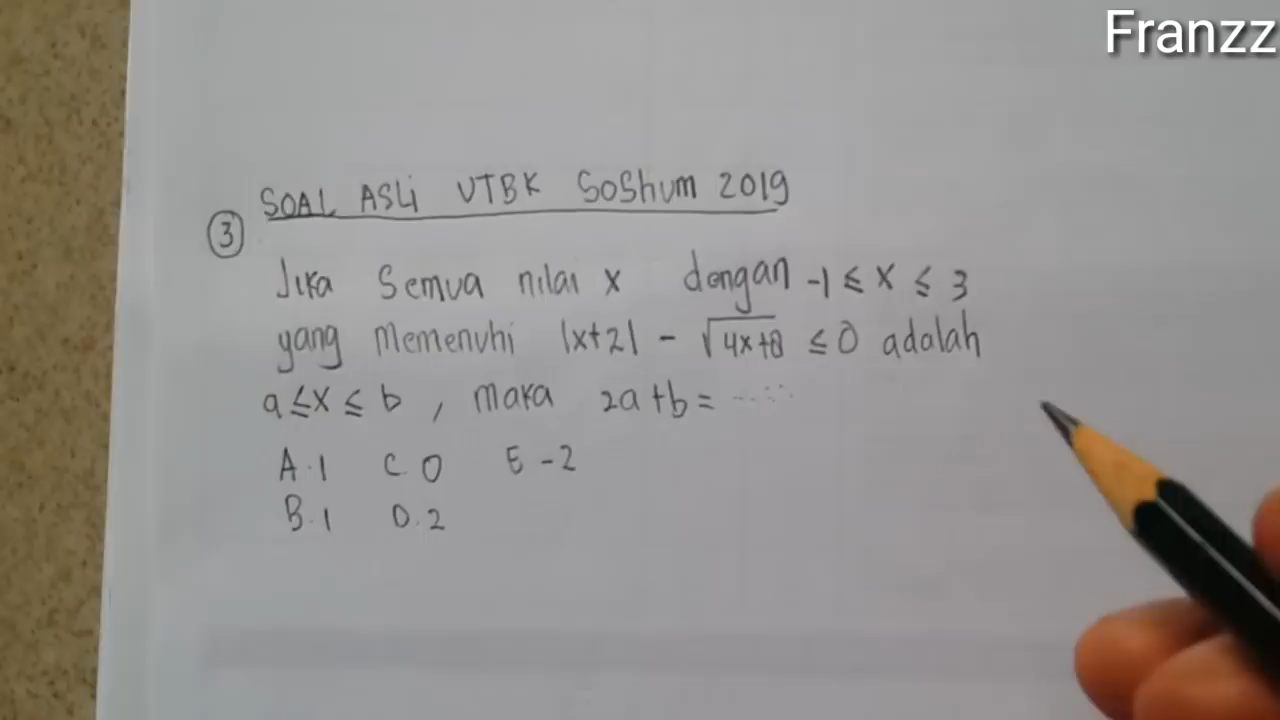 Franzz
SOAL ASLI UTBK SoShum 2019
3
Jika Semua nilai x dengan -1 ≤ x ≤ 3
yang memenuhi |x+2| - √4x+8 ≤ 0 adalah
a ≤ x ≤ b , maka 2a+b = ......
A. 1 C. 0 E -2
B. 1 D. 2